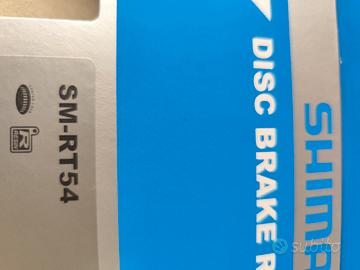 SHIMA
DISC BRAKE R
SM-RT54
subito